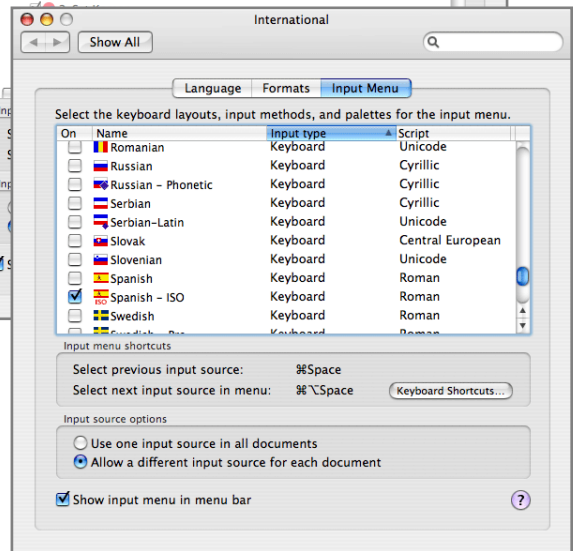 International
Show All
Language Formats Input Menu
Select the keyboard layouts, input methods, and palettes for the input menu.
On Name Input type Script
Romanian Keyboard Unicode
Russian Keyboard Cyrillic
Russian - Phonetic Keyboard Cyrillic
Serbian Keyboard Cyrillic
Serbian-Latin Keyboard Unicode
Slovak Keyboard Central European
Slovenian Keyboard Unicode
Spanish Keyboard Roman
ISO Spanish - ISO Keyboard Roman
Swedish Keyboard Roman
Input menu shortcuts
Select previous input source: ⌘Space
Select next input source in menu: ⌘⌥Space Keyboard Shortcuts...
Input source options
Use one input source in all documents
Allow a different input source for each document
Show input menu in menu bar ?